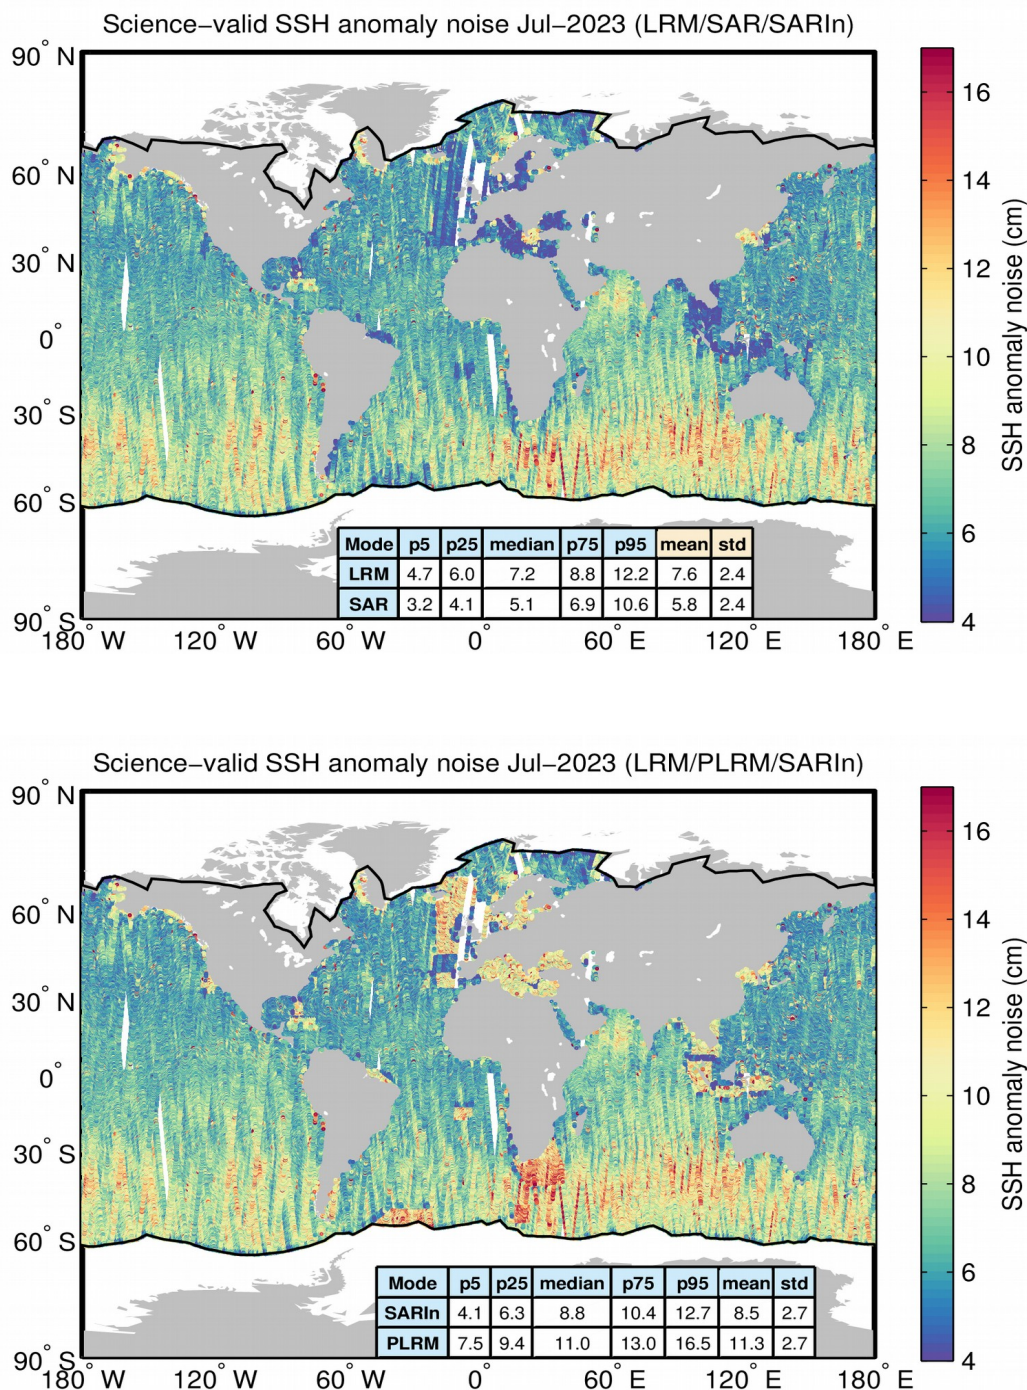 Science−valid SSH anomaly noise Jul−2023 (LRM/SAR/SARIn)
90° N
60° N
30° N
0°
30° S
60° S
90° S
180° W 120° W 60° W 0° 60° E 120° E 180° E
16
14
12
10
8
6
4
SSH anomaly noise (cm)
Mode p5 p25 median p75 p95 mean std
LRM 4.7 6.0 7.2 8.8 12.2 7.6 2.4
SAR 3.2 4.1 5.1 6.9 10.6 5.8 2.4
Science−valid SSH anomaly noise Jul−2023 (LRM/PLRM/SARIn)
90° N
60° N
30° N
0°
30° S
60° S
90° S
180° W 120° W 60° W 0° 60° E 120° E 180° E
16
14
12
10
8
6
4
SSH anomaly noise (cm)
Mode p5 p25 median p75 p95 mean std
SARIn 4.1 6.3 8.8 10.4 12.7 8.5 2.7
PLRM 7.5 9.4 11.0 13.0 16.5 11.3 2.7